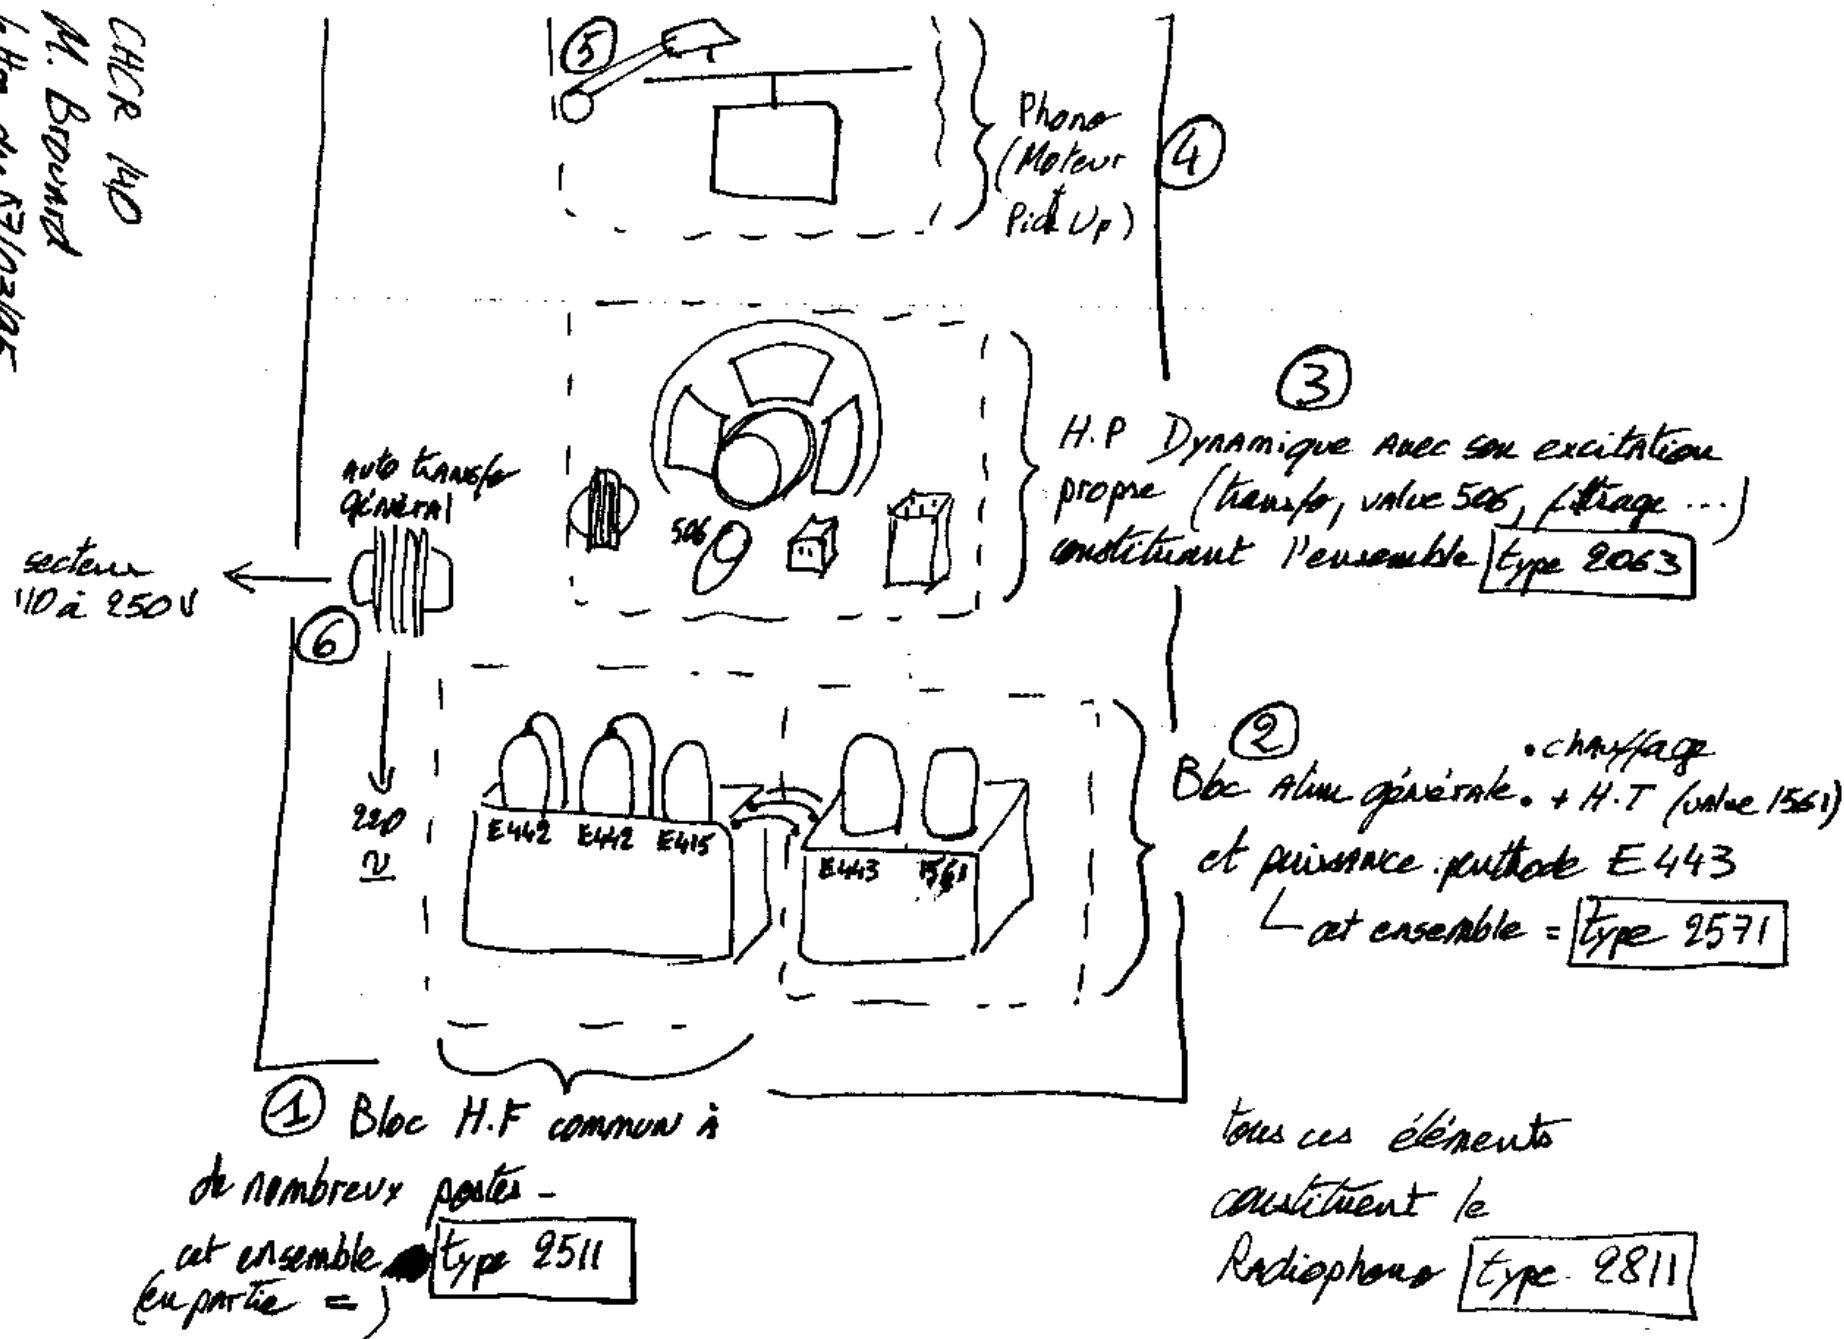 CHCR 140
M. Brouard
5
Phono
(Moteur
+
Pick Up)
4
3
H.P Dynamique avec son excitation
propre (transfo, valve 506, filtrage ...)
constituant l'ensemble type 2063
auto transfo
général
506
secteur
110 à 250 V
6
220
~
E442 E442 E415
E443 1561
2
• chauffage
Bloc alim générale. + H.T (valve 1561)
et puissance penthode E443
cet ensemble = type 2571
1 Bloc H.F commun à
de nombreux postes -
cet ensemble type 2511
(en partie = )
tous ces éléments
constituent le
Radiophono type 2811